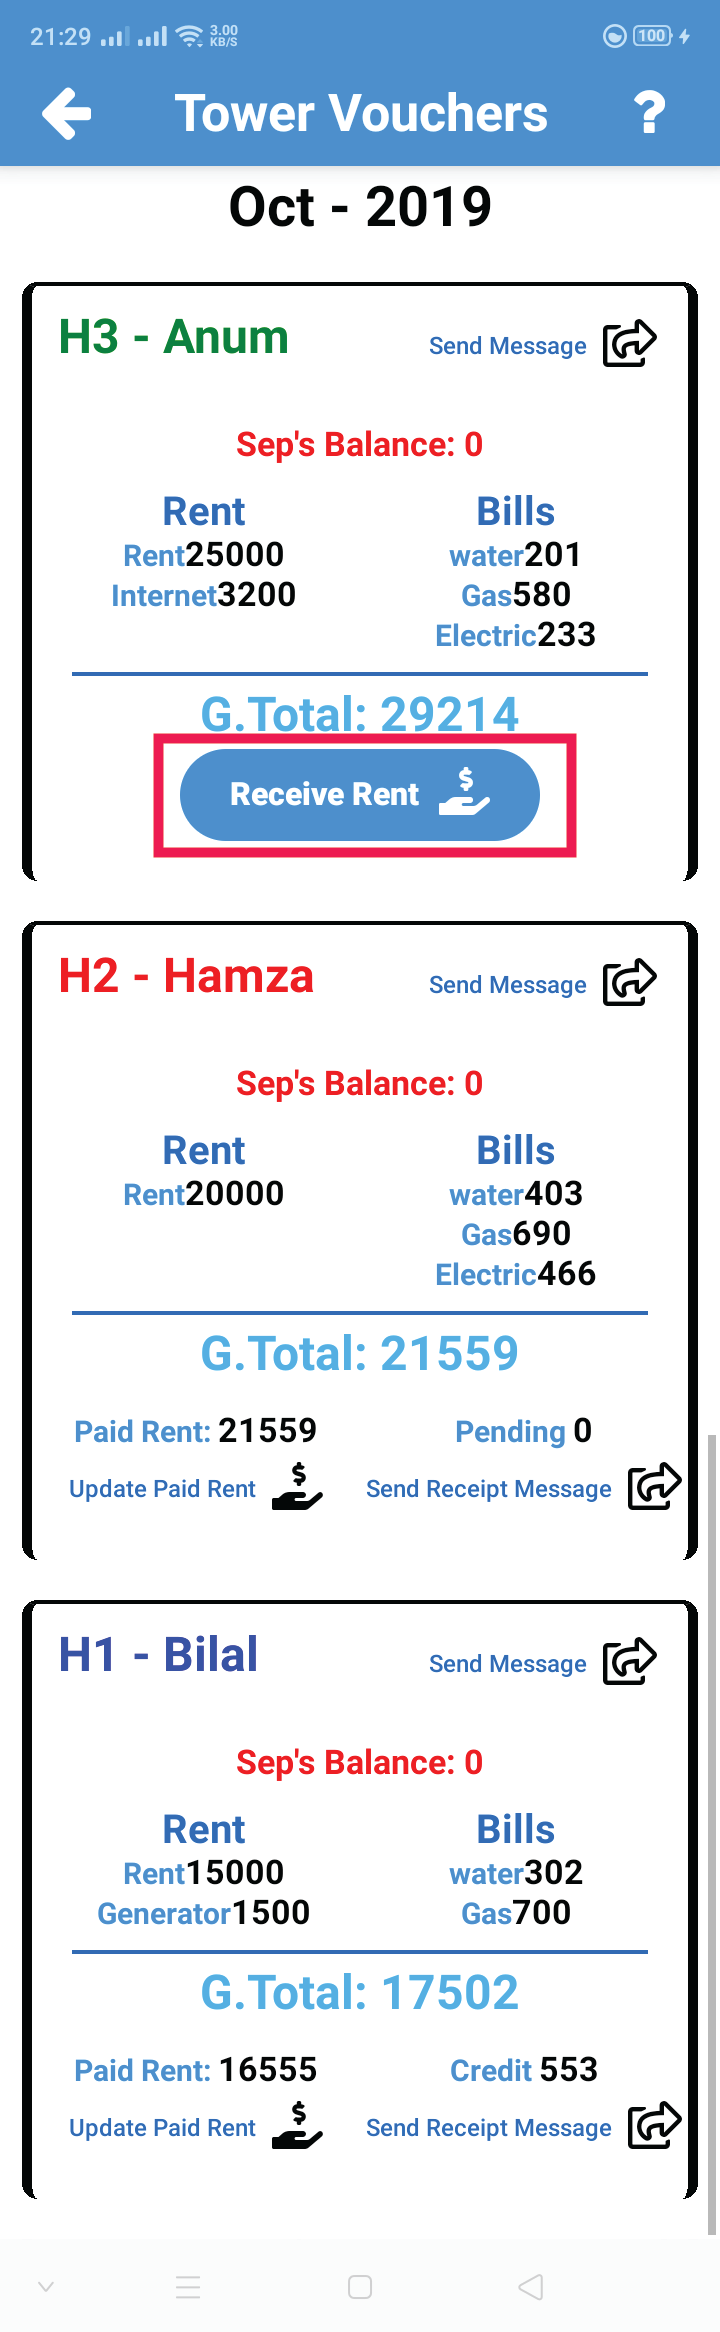 21:29 3.00 KB/S 100
Tower Vouchers ?
Oct - 2019
H3 - Anum Send Message
Sep's Balance: 0
Rent Bills
Rent25000 water201
Internet3200 Gas580
Electric233
G.Total: 29214
Receive Rent $
H2 - Hamza Send Message
Sep's Balance: 0
Rent Bills
Rent20000 water403
Gas690
Electric466
G.Total: 21559
Paid Rent: 21559 Pending 0
Update Paid Rent $ Send Receipt Message
H1 - Bilal Send Message
Sep's Balance: 0
Rent Bills
Rent15000 water302
Generator1500 Gas700
G.Total: 17502
Paid Rent: 16555 Credit 553
Update Paid Rent $ Send Receipt Message